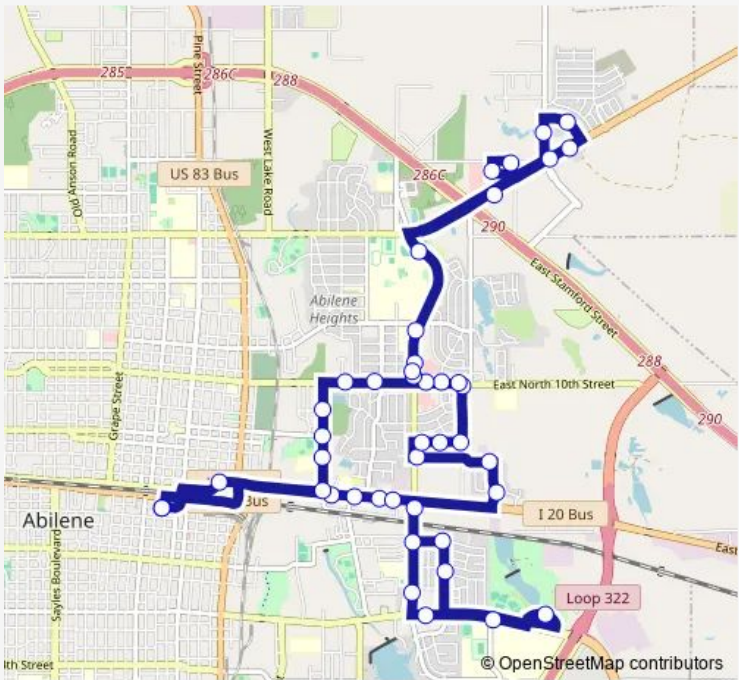 285
286C
288
Pine Street
Old Anson Road
West Lake Road
US 83 Bus
286C
290
East Stamford Street
Abilene
Heights
288
290
East North 10th Street
Grape Street
Bus
I 20 Bus
Abilene
East
Sayles Boulevard
Loop 322
lth Street
© OpenStreetMap contributors